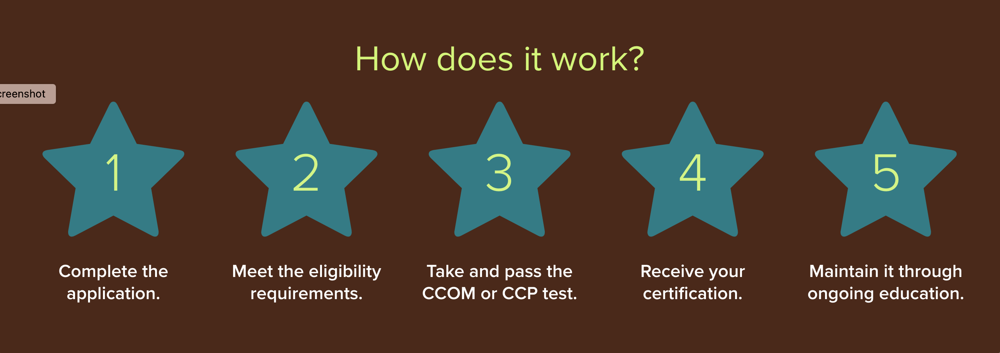 How does it work?
creenshot
1
2
3
4
5
Complete the
application.
Meet the eligibility
requirements.
Take and pass the
CCOM or CCP test.
Receive your
certification.
Maintain it through
ongoing education.